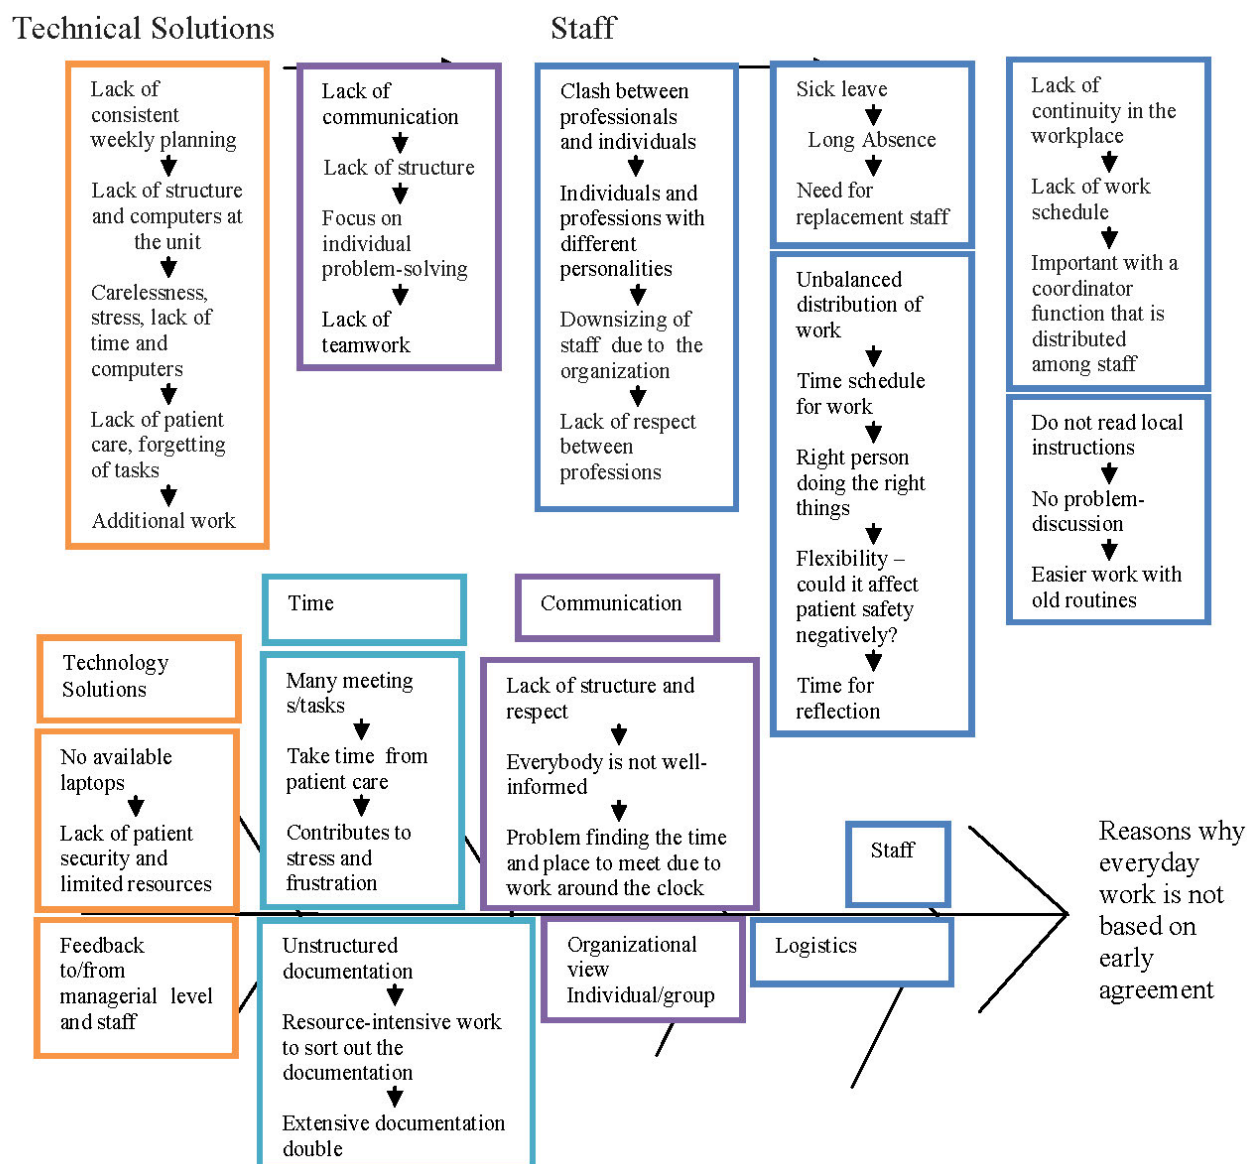 Technical Solutions
Staff
Lack of
consistent
weekly planning
Lack of structure
and computers at
the unit
Carelessness,
stress, lack of
time and
computers
Lack of patient
care, forgetting
of tasks
Additional work
Lack of
communication
Lack of structure
Focus on
individual
problem-solving
Lack of
teamwork
Clash between
professionals
and individuals
Individuals and
professions with
different
personalities
Downsizing of
staff due to the
organization
Lack of respect
between
professions
Sick leave
Long Absence
Need for
replacement staff
Unbalanced
distribution of
work
Time schedule
for work
Right person
doing the right
things
Flexibility –
could it affect
patient safety
negatively?
Time for
reflection
Lack of
continuity in the
workplace
Lack of work
schedule
Important with a
coordinator
function that is
distributed
among staff
Do not read local
instructions
No problem-
discussion
Easier work with
old routines
Technology
Solutions
No available
laptops
Lack of patient
security and
limited resources
Feedback
to/from
managerial level
and staff
Time
Many meeting
s/tasks
Take time from
patient care
Contributes to
stress and
frustration
Unstructured
documentation
Resource-intensive work
to sort out the
documentation
Extensive documentation
double
Communication
Lack of structure and
respect
Everybody is not well-
informed
Problem finding the time
and place to meet due to
work around the clock
Organizational
view
Individual/group
Staff
Logistics
Reasons why
everyday
work is not
based on
early
agreement